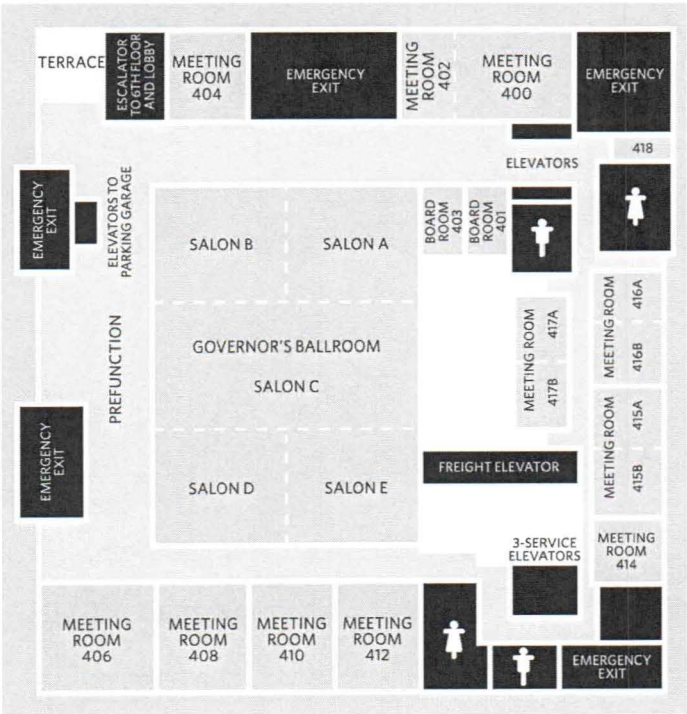 TERRACE
ESCALATOR
TO 6TH FLOOR
AND LOBBY
MEETING
ROOM
404
EMERGENCY
EXIT
MEETING
ROOM
402
MEETING
ROOM
400
EMERGENCY
EXIT
418
ELEVATORS
EMERGENCY
EXIT
ELEVATORS TO
PARKING GARAGE
SALON B
SALON A
BOARD
ROOM
403
BOARD
ROOM
401
MEETING ROOM
416A
416B
MEETING ROOM
417A
417B
PREFUNCTION
GOVERNOR'S BALLROOM
SALON C
MEETING ROOM
415A
415B
EMERGENCY
EXIT
SALON D
SALON E
FREIGHT ELEVATOR
3-SERVICE
ELEVATORS
MEETING
ROOM
414
MEETING
ROOM
406
MEETING
ROOM
408
MEETING
ROOM
410
MEETING
ROOM
412
EMERGENCY
EXIT